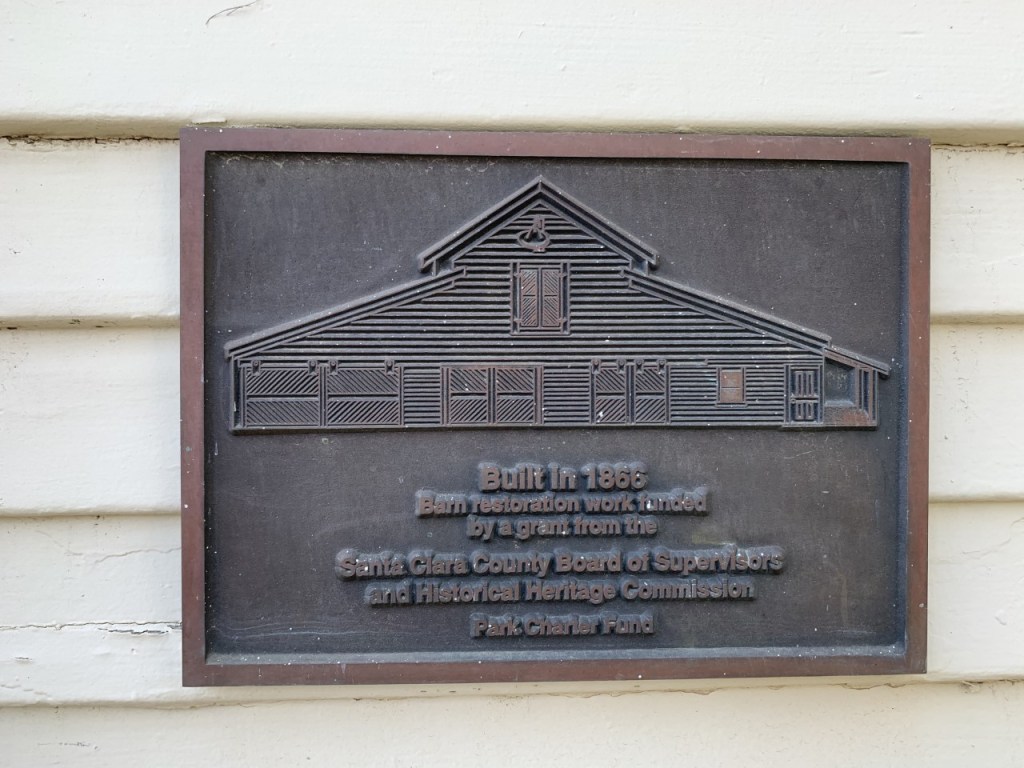 Built in 1866
Barn restoration work funded
by a grant from the
Santa Clara County Board of Supervisors
and Historical Heritage Commission
Park Charter Fund